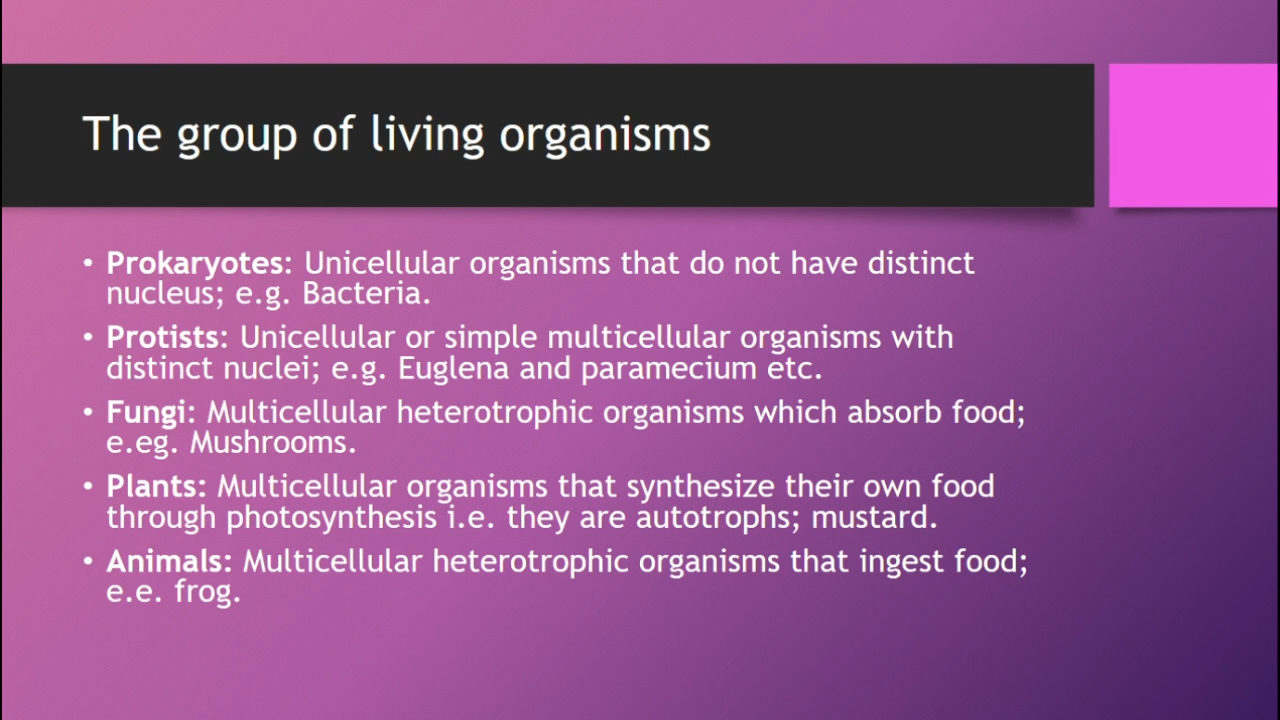 The group of living organisms
• Prokaryotes: Unicellular organisms that do not have distinct
nucleus; e.g. Bacteria.
• Protists: Unicellular or simple multicellular organisms with
distinct nuclei; e.g. Euglena and paramecium etc.
• Fungi: Multicellular heterotrophic organisms which absorb food;
e.eg. Mushrooms.
• Plants: Multicellular organisms that synthesize their own food
through photosynthesis i.e. they are autotrophs; mustard.
• Animals: Multicellular heterotrophic organisms that ingest food;
e.e. frog.